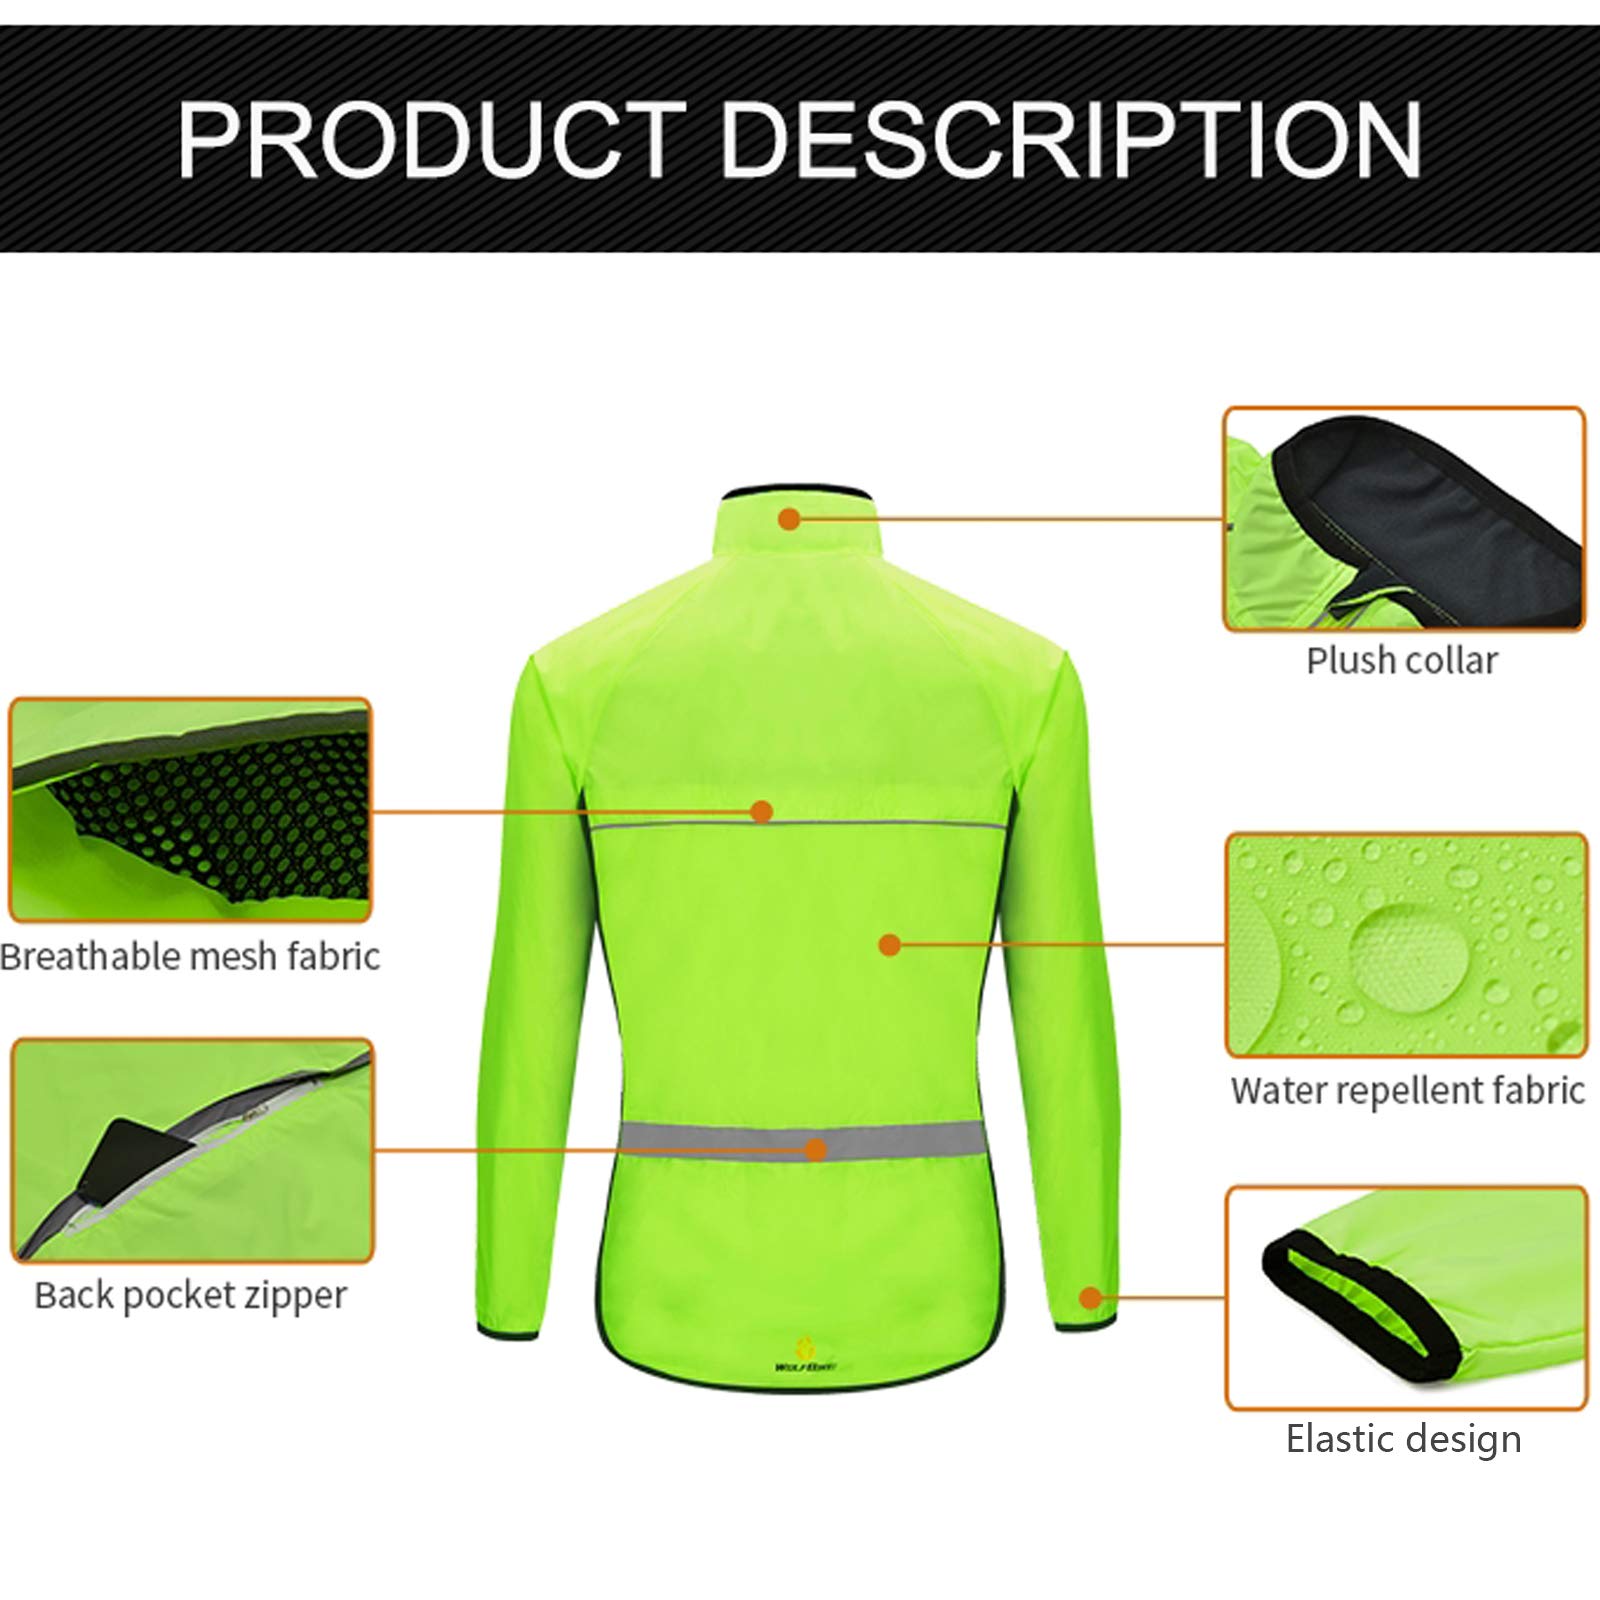 PRODUCT DESCRIPTION
Plush collar
Breathable mesh fabric
Water repellent fabric
Back pocket zipper
Elastic design